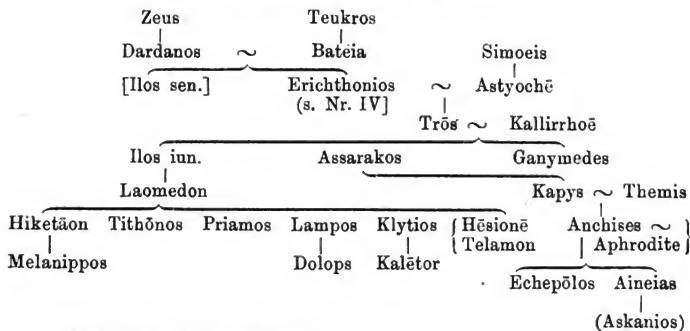 Zeus Teukros
Dardanos ~ Batēia Simoeis
[Ilos sen.] Erichthonios ~ Astyochē
(s. Nr. IV]
Trōs ~ Kallirrhoē
Ilos iun. Assarakos Ganymedes
Laomedon Kapys ~ Themis
Hiketāon Tithōnos Priamos Lampos Klytios { Hēsionē Anchises ~ }
{ Telamon Aphrodite }
Melanippos Dolops Kalētor
Echepōlos Aineias
(Askanios)